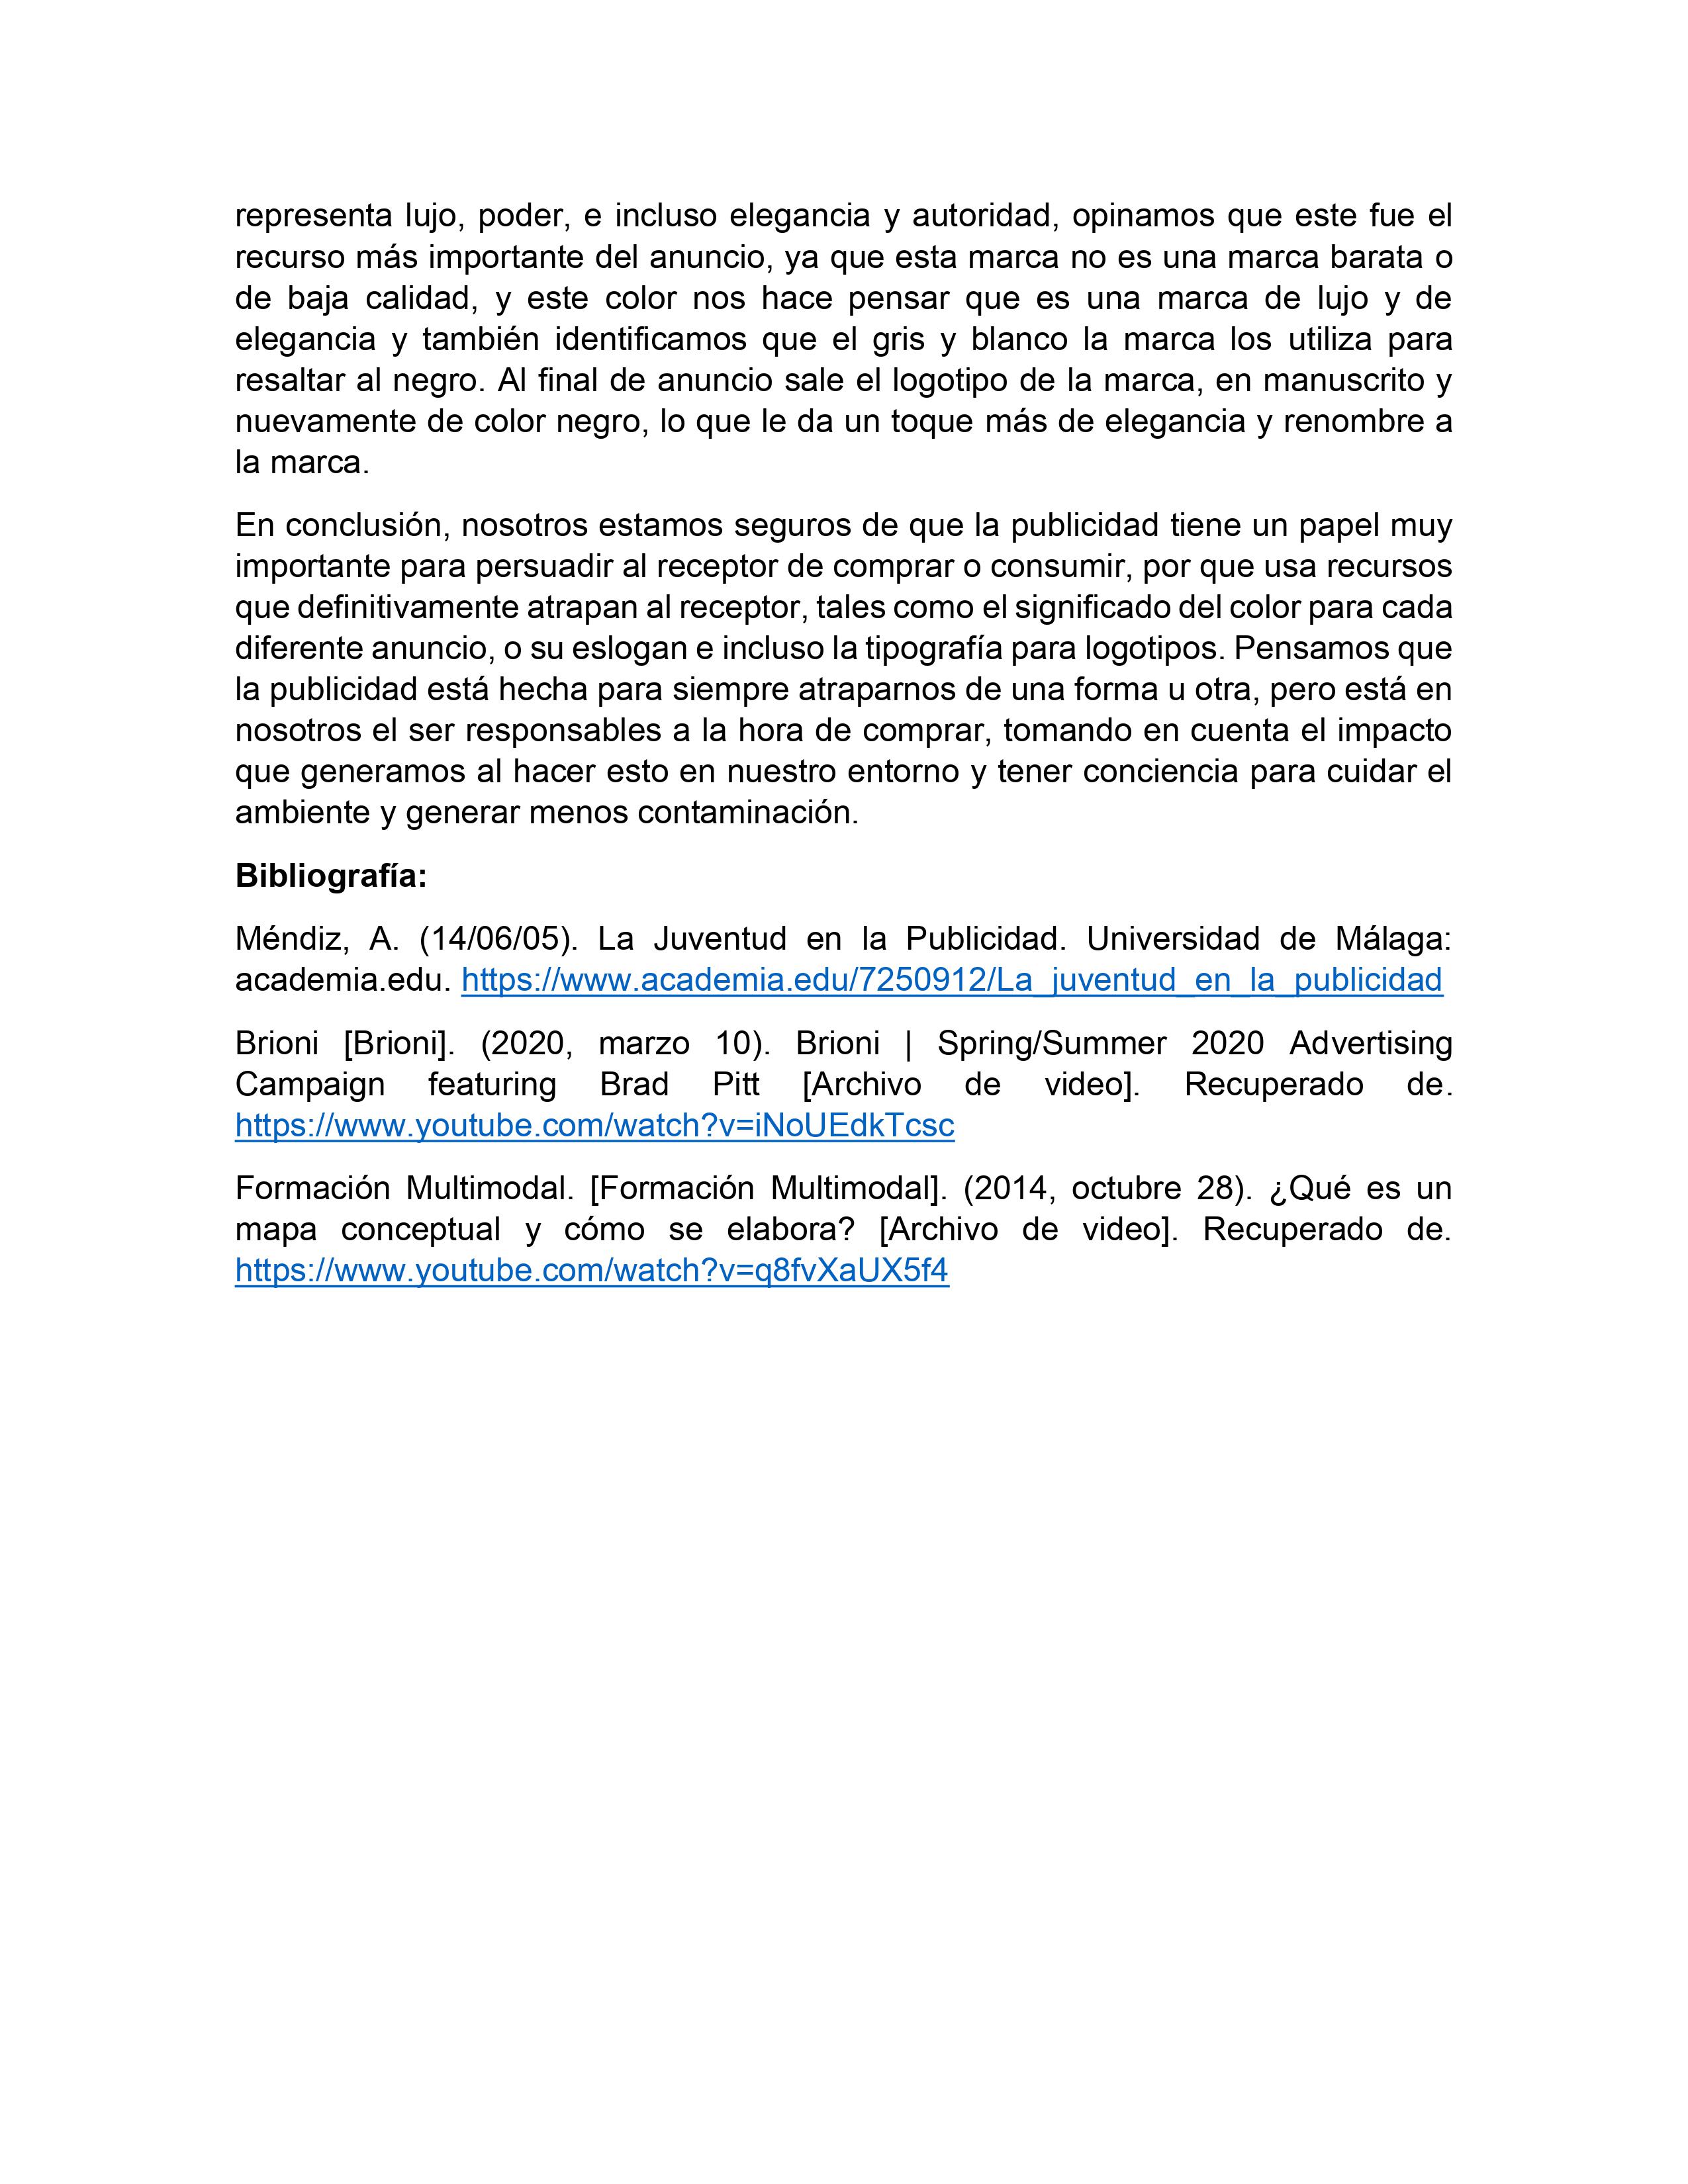 representa lujo, poder, e incluso elegancia y autoridad, opinamos que este fue el
recurso más importante del anuncio, ya que esta marca no es una marca barata o
de baja calidad, y este color nos hace pensar que es una marca de lujo y de
elegancia y también identificamos que el gris y blanco la marca los utiliza para
resaltar al negro. Al final de anuncio sale el logotipo de la marca, en manuscrito y
nuevamente de color negro, lo que le da un toque más de elegancia y renombre a
la marca.
En conclusión, nosotros estamos seguros de que la publicidad tiene un papel muy
importante para persuadir al receptor de comprar o consumir, por que usa recursos
que definitivamente atrapan al receptor, tales como el significado del color para cada
diferente anuncio, o su eslogan e incluso la tipografía para logotipos. Pensamos que
la publicidad está hecha para siempre atraparnos de una forma u otra, pero está en
nosotros el ser responsables a la hora de comprar, tomando en cuenta el impacto
que generamos al hacer esto en nuestro entorno y tener conciencia para cuidar el
ambiente y generar menos contaminación.
Bibliografía:
Méndiz, A. (14/06/05). La Juventud en la Publicidad. Universidad de Málaga:
academia.edu. https://www.academia.edu/7250912/La_juventud_en_la_publicidad
Brioni [Brioni]. (2020, marzo 10). Brioni | Spring/Summer 2020 Advertising
Campaign featuring Brad Pitt [Archivo de video]. Recuperado de.
https://www.youtube.com/watch?v=iNoUEdkTcsc
Formación Multimodal. [Formación Multimodal]. (2014, octubre 28). ¿Qué es un
mapa conceptual y cómo se elabora? [Archivo de video]. Recuperado de.
https://www.youtube.com/watch?v=q8fvXaUX5f4